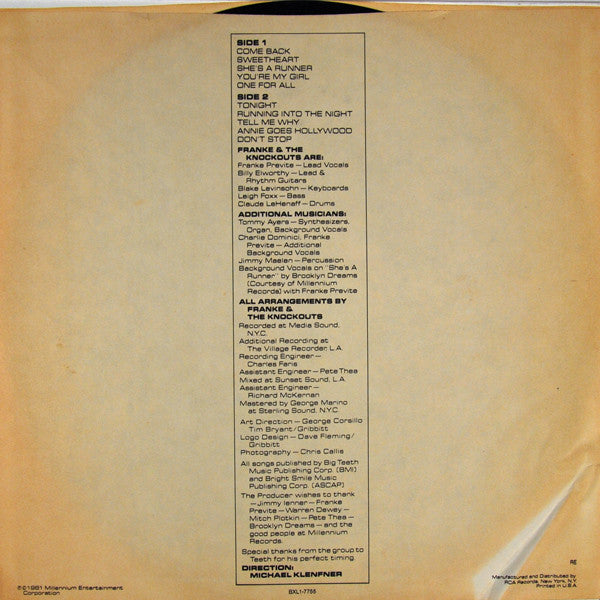 SIDE 1
COME BACK
SWEETHEART
SHE'S A RUNNER
YOU'RE MY GIRL
ONE FOR ALL
SIDE 2
TONIGHT
RUNNING INTO THE NIGHT
TELL ME WHY
ANNIE GOES HOLLYWOOD
DON'T STOP
FRANKE & THE
KNOCKOUTS ARE:
Franke Previte — Lead Vocals
Billy Elworthy — Lead &
Rhythm Guitars
Blake Levinsohn — Keyboards
Leigh Foxx — Bass
Claude LeHenaff — Drums
ADDITIONAL MUSICIANS:
Tommy Ayers — Synthesizers,
Organ, Background Vocals
Charlie Dominici, Franke
Previte — Additional
Background Vocals
Jimmy Maelen — Percussion
Background Vocals on "She's A
Runner" by Brooklyn Dreams
(Courtesy of Millennium
Records) with Franke Previte
ALL ARRANGEMENTS BY
FRANKE &
THE KNOCKOUTS
Recorded at Media Sound,
N.Y.C.
Additional Recording at
The Village Recorder, L.A.
Recording Engineer —
Charles Faris
Assistant Engineer — Pete Thea
Mixed at Sunset Sound, L.A.
Assistant Engineer —
Richard McKernan
Mastered by George Marino
at Sterling Sound, N.Y.C.
Art Direction — George Corsillo
Tim Bryant/Gribbitt
Logo Design — Dave Fleming/
Gribbitt
Photography — Chris Callis
All songs published by Big Teeth
Music Publishing Corp. (BMI)
and Bright Smile Music
Publishing Corp. (ASCAP)
The Producer wishes to thank
— Jimmy Ienner — Franke
Previte — Warren Dewey —
Mitch Plotkin — Pete Thea —
Brooklyn Dreams — and the
good people at Millennium
Records.
Special thanks from the group to
Teeth for his perfect timing.
DIRECTION:
MICHAEL KLENFNER
BXL1-7755
℗©1981 Millennium Entertainment
Corporation
RE
Manufactured and Distributed by
RCA Records, New York, N.Y.
Printed in U.S.A.